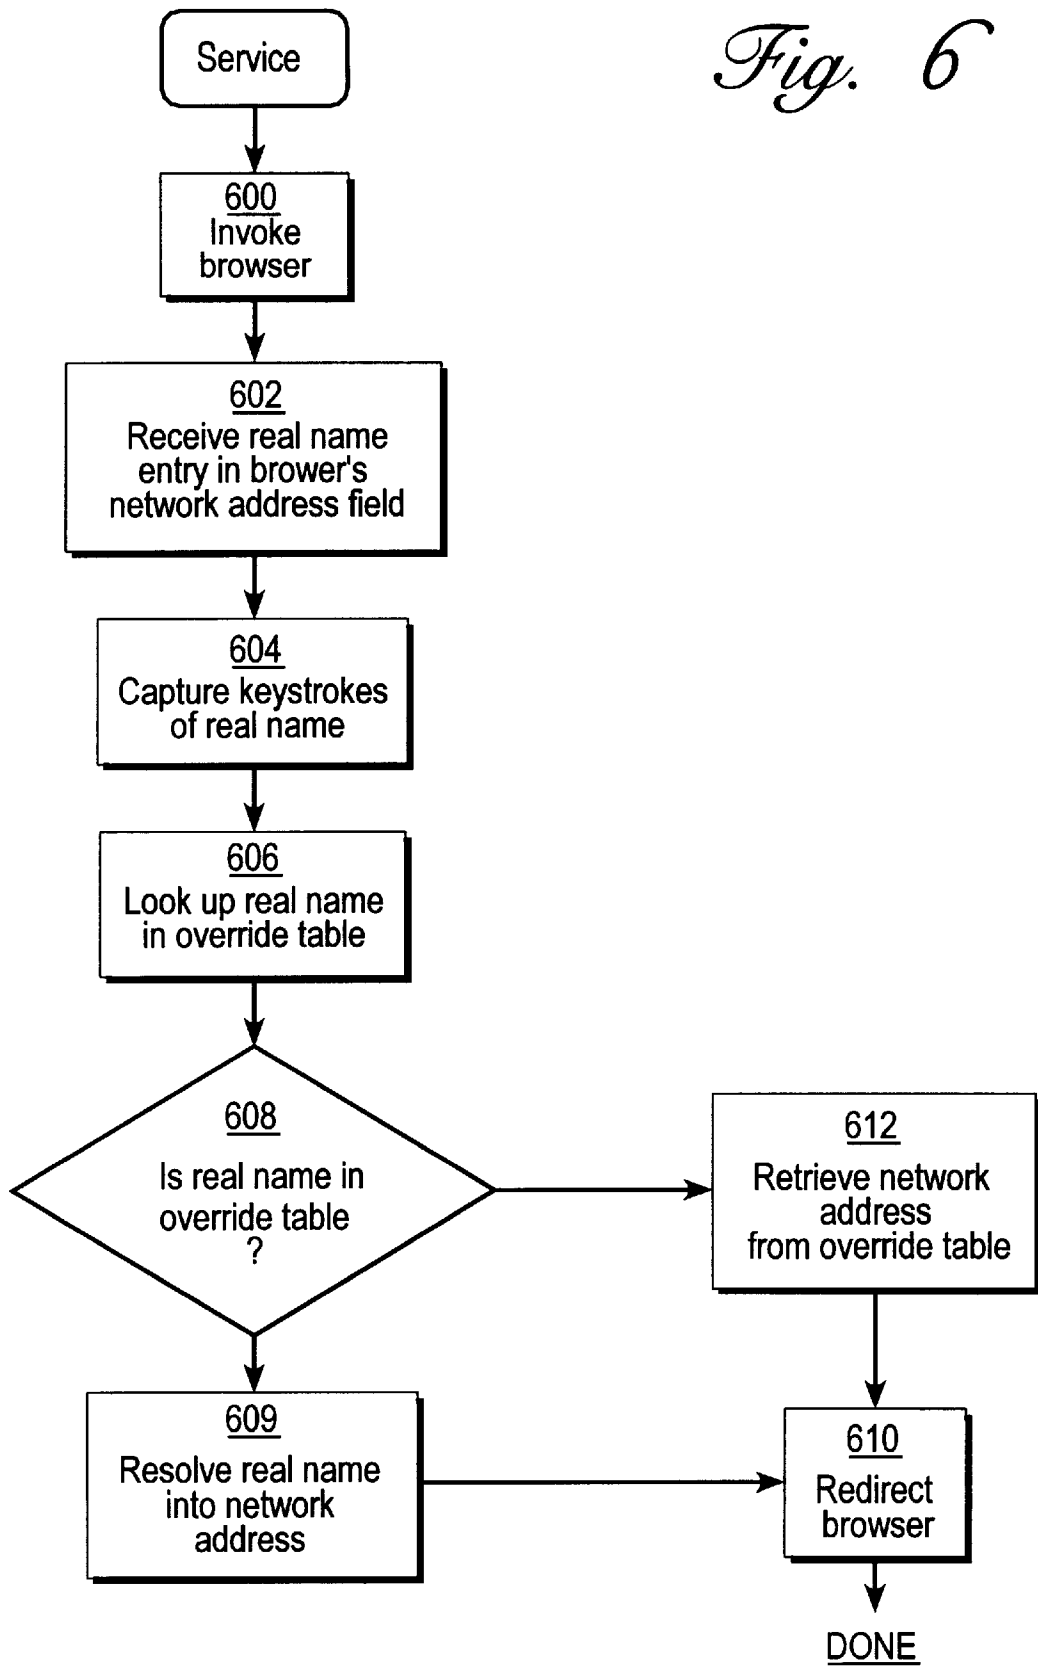 Fig. 6
Service
600
Invoke
browser
602
Receive real name
entry in brower's
network address field
604
Capture keystrokes
of real name
606
Look up real name
in override table
608
Is real name in
override table
?
612
Retrieve network
address
from override table
609
Resolve real name
into network
address
610
Redirect
browser
DONE